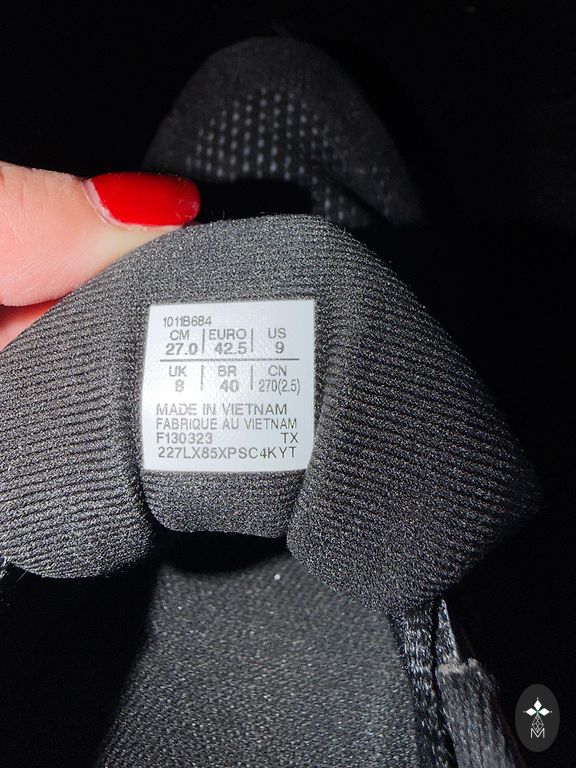 1011B684
CM EURO US
27.0 42.5 9
UK BR CN
8 40 270(2.5)
MADE IN VIETNAM
FABRIQUE AU VIETNAM
F130323 TX
227LX85XPSC4KYT
M